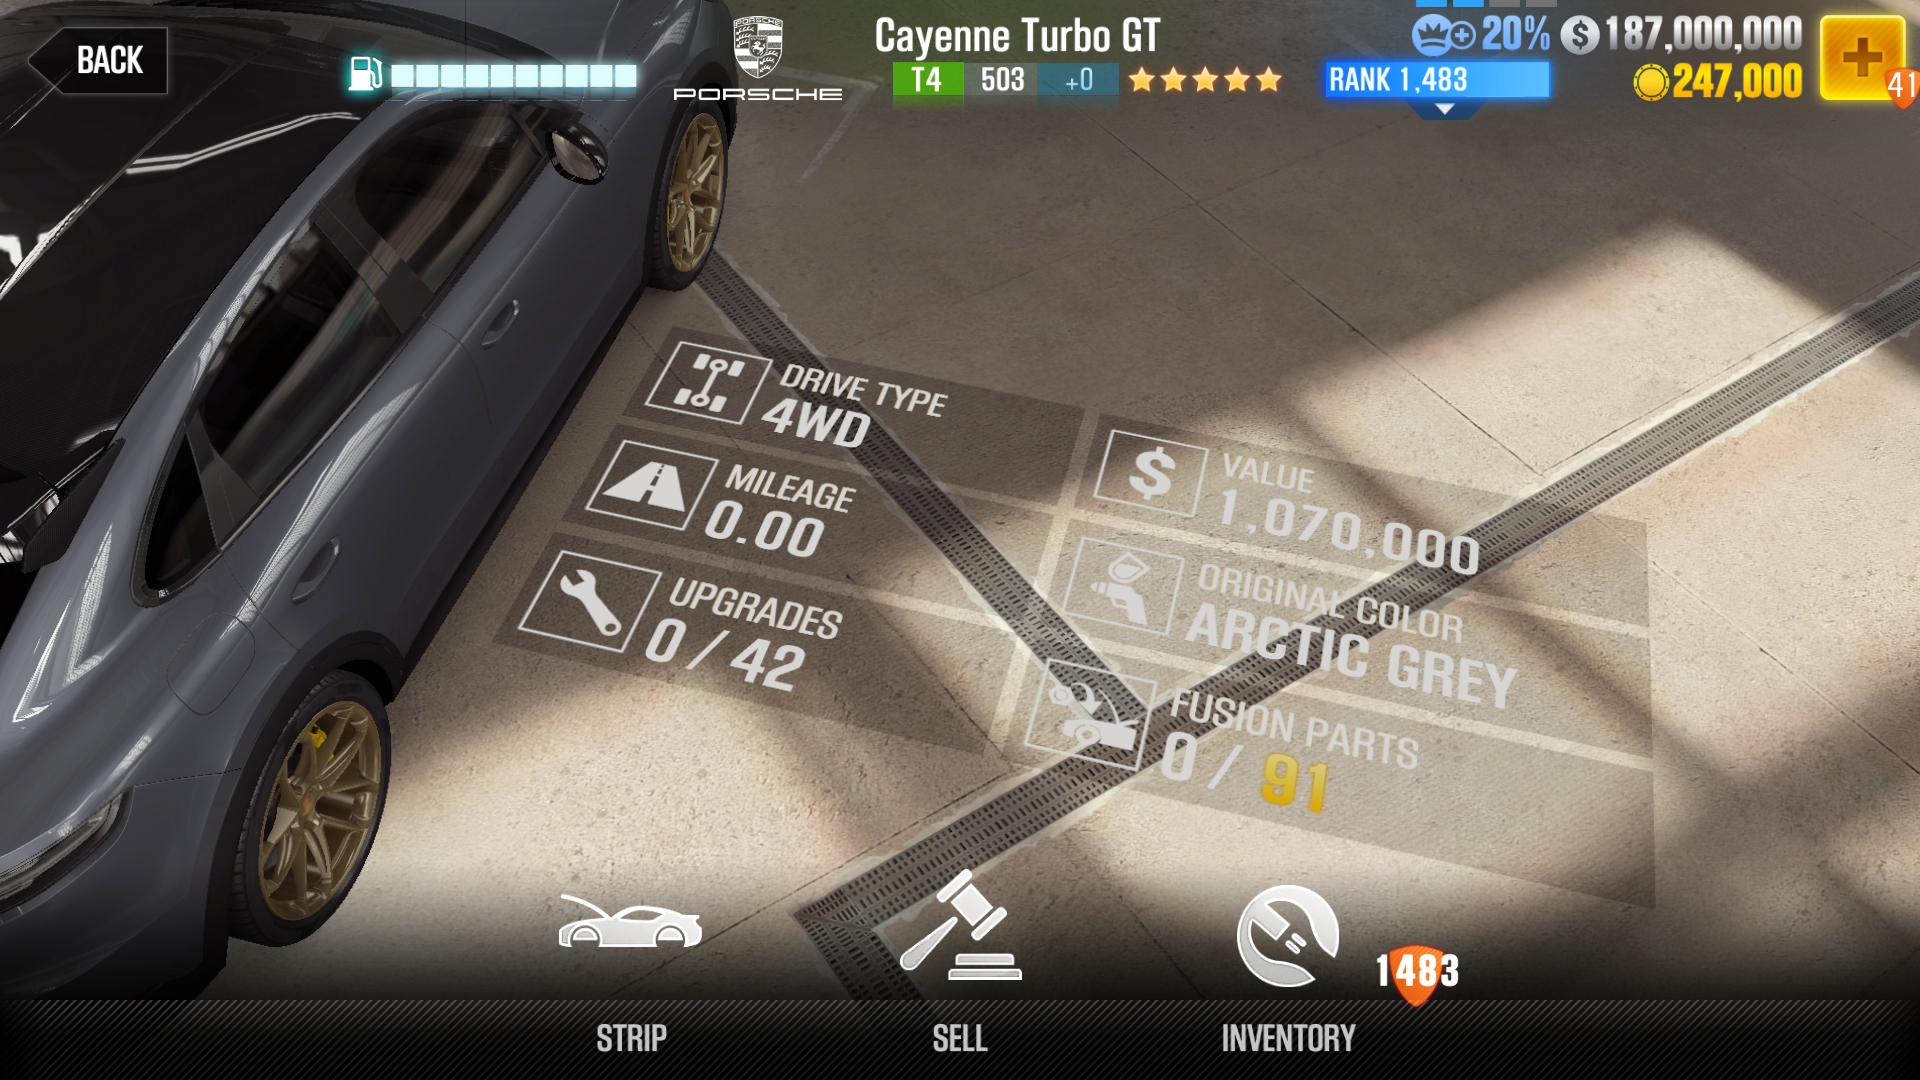 BACK
PORSCHE
PORSCHE
Cayenne Turbo GT
T4 503 +0
20%
$ 187,000,000
RANK 1,483
247,000
41
DRIVE TYPE
4WD
MILEAGE
0.00
UPGRADES
0 / 42
$ VALUE
1,070,000
ORIGINAL COLOR
ARCTIC GREY
FUSION PARTS
0 / 91
STRIP
SELL
INVENTORY
1483